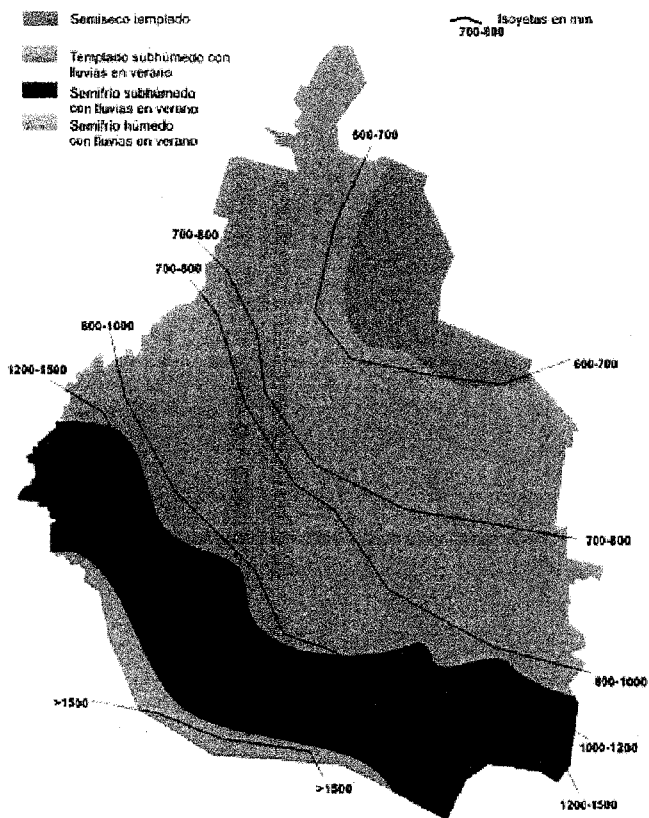 Semiseco templado
Isoyetas en mm
700-800
Templado subhúmedo con
lluvias en verano
Semifrío subhúmedo
con lluvias en verano
Semifrío húmedo
con lluvias en verano
600-700
700-800
700-800
800-1000
1200-1500
600-700
700-800
800-1000
>1500
1000-1200
>1500
1200-1500